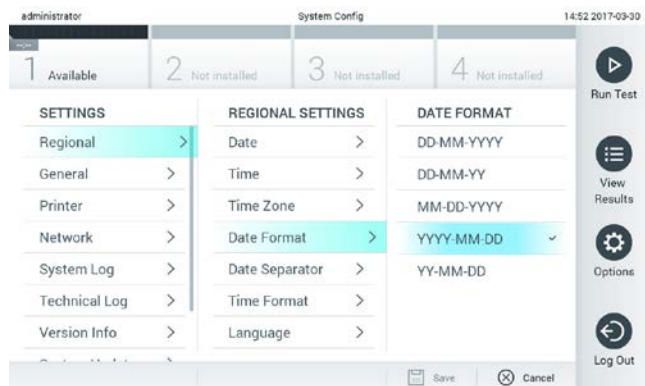 administrator System Config 14:52 2017-03-30
1 Available 2 Not installed 3 Not installed 4 Not installed
Run Test
SETTINGS REGIONAL SETTINGS DATE FORMAT
Regional Date DD-MM-YYYY
General Time DD-MM-YY
View
Results
Printer Time Zone MM-DD-YYYY
Network Date Format YYYY-MM-DD
System Log Date Separator YY-MM-DD
Options
Technical Log Time Format
Version Info Language
Log Out
Save Cancel